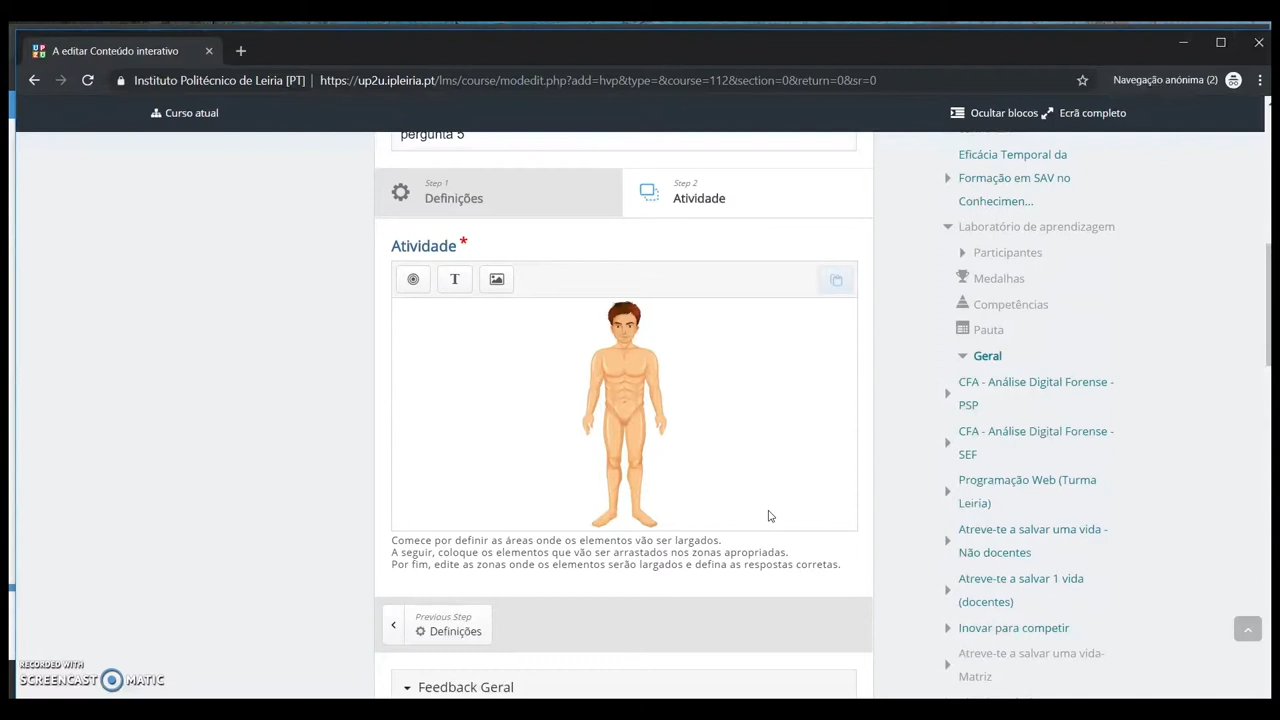 A editar Conteúdo interativo
Instituto Politécnico de Leiria [PT] | https://up2u.ipleiria.pt/lms/course/modedit.php?add=hvp&type=&course=112&section=0&return=0&sr=0
Navegação anónima (2)
Curso atual
Ocultar blocos
Ecrã completo
pergunta 5
Step 1
Definições
Step 2
Atividade
Atividade *
T
Comece por definir as áreas onde os elementos vão ser largados.
A seguir, coloque os elementos que vão ser arrastados nos zonas apropriadas.
Por fim, edite as zonas onde os elementos serão largados e defina as respostas corretas.
Previous Step
Definições
Feedback Geral
Eficácia Temporal da
Formação em SAV no
Conhecimen...
Laboratório de aprendizagem
Participantes
Medalhas
Competências
Pauta
Geral
CFA - Análise Digital Forense -
PSP
CFA - Análise Digital Forense -
SEF
Programação Web (Turma
Leiria)
Atreve-te a salvar uma vida -
Não docentes
Atreve-te a salvar 1 vida
(docentes)
Inovar para competir
Atreve-te a salvar uma vida-
Matriz
RECORDED WITH
SCREENCAST MATIC